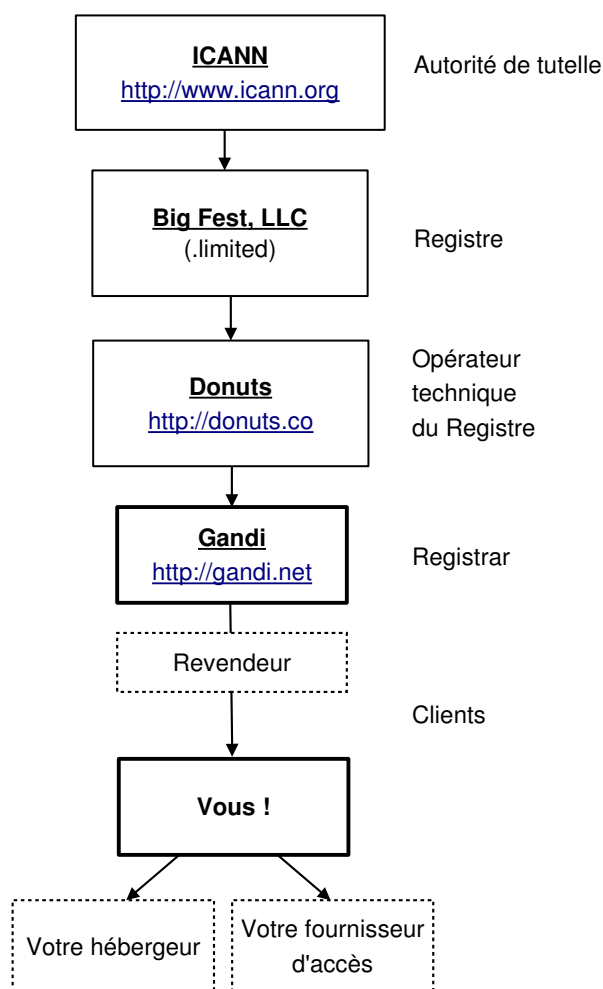 ICANN
http://www.icann.org
Autorité de tutelle
Big Fest, LLC
(.limited)
Registre
Donuts
http://donuts.co
Opérateur
technique
du Registre
Gandi
http://gandi.net
Registrar
Revendeur
Clients
Vous !
Votre hébergeur
Votre fournisseur
d'accès